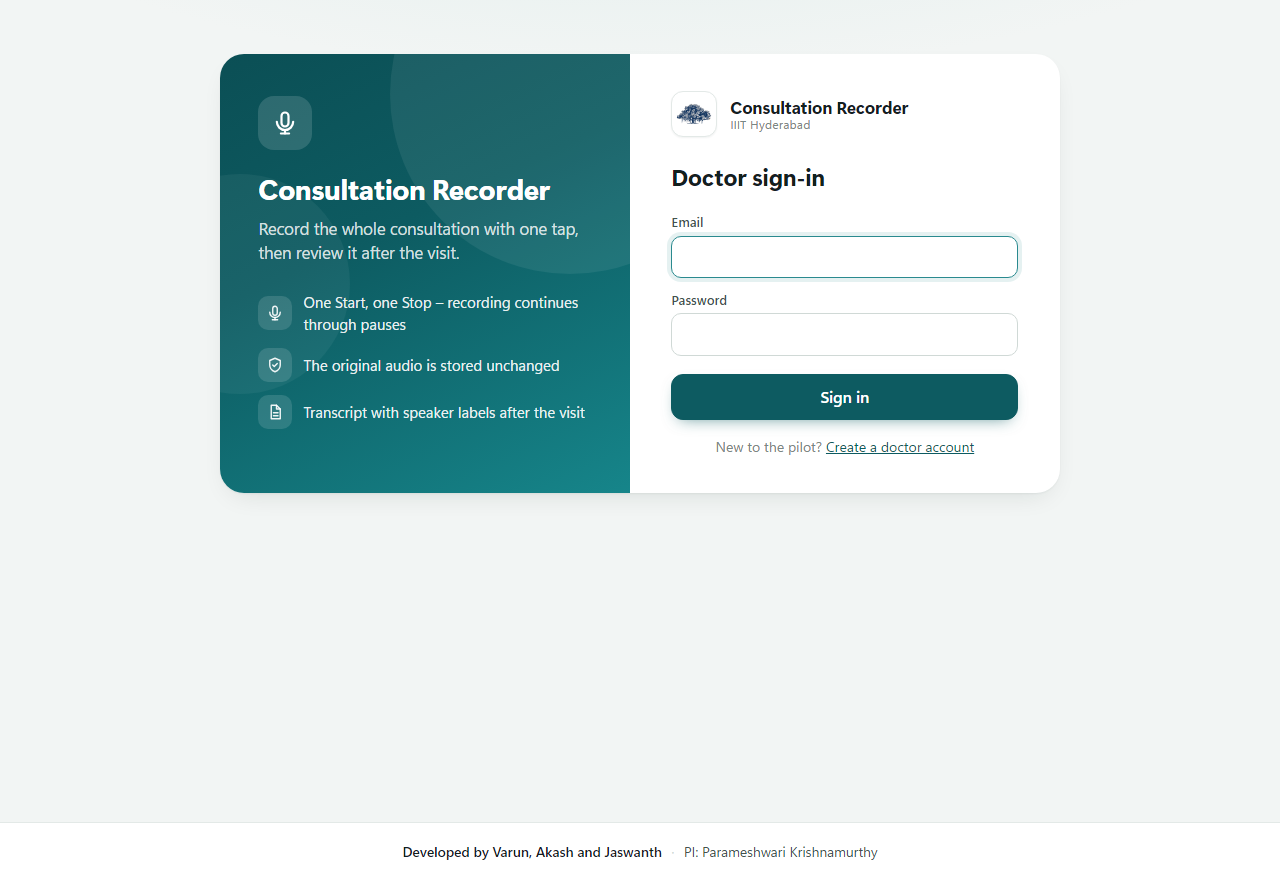 Consultation Recorder
Record the whole consultation with one tap,
then review it after the visit.
One Start, one Stop – recording continues
through pauses
The original audio is stored unchanged
Transcript with speaker labels after the visit
Consultation Recorder
IIIT Hyderabad
Doctor sign-in
Email
Password
Sign in
New to the pilot? Create a doctor account
Developed by Varun, Akash and Jaswanth · PI: Parameshwari Krishnamurthy